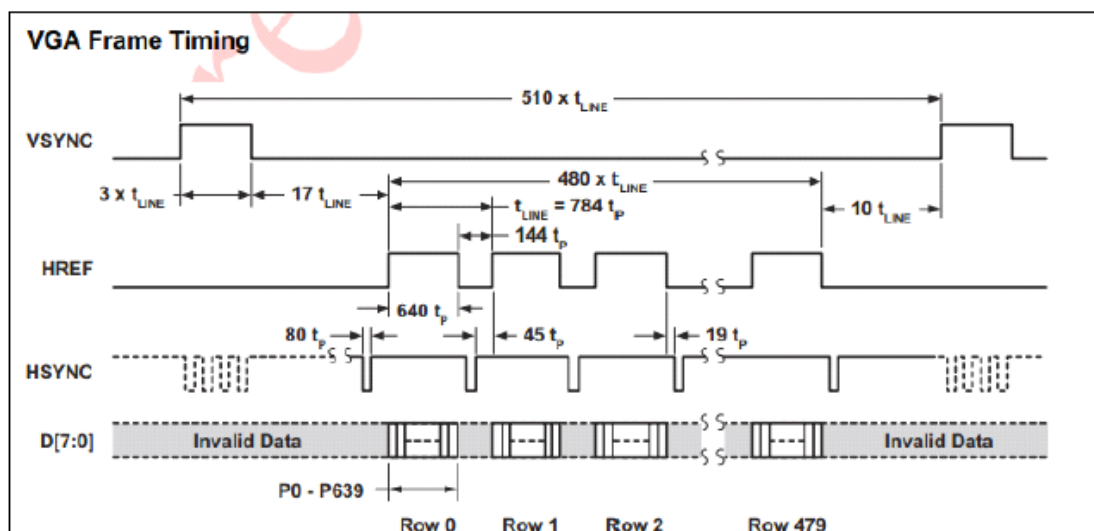 VGA Frame Timing
510 x tLINE
VSYNC
3 x tLINE
17 tLINE
480 x tLINE
tLINE = 784 tP
10 tLINE
144 tP
HREF
640 tP
80 tP
45 tP
19 tP
HSYNC
D[7:0]
Invalid Data
Invalid Data
P0 - P639
Row 0 Row 1 Row 2 Row 479